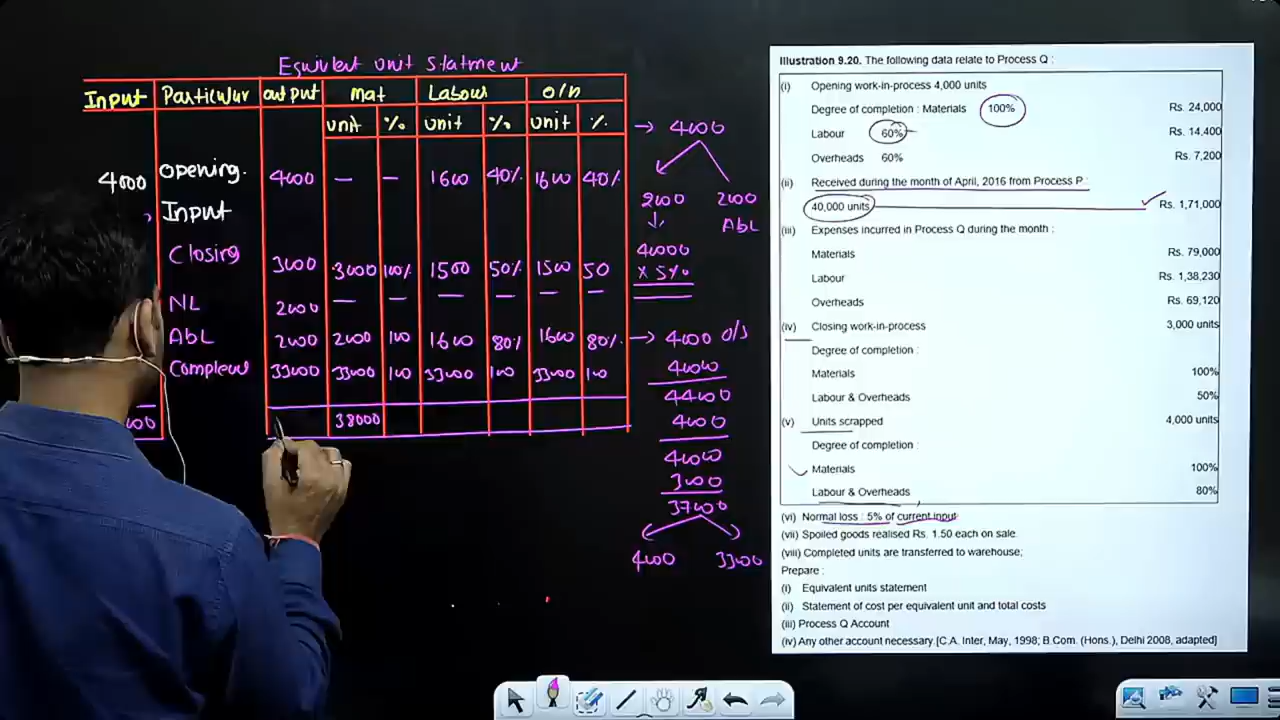 Equivlent unit Statment
Input Particular output Mat Labour O/H
unit % unit % unit %
4000 Opening. 4000 — — 1600 40% 1600 40%
Input
Closing 3000 3000 100% 1500 50% 1500 50
NL 2000 — — — — — —
AbL 2000 2000 100 1600 80% 1600 80%
33000 33000 100 33000 100 33000 100
38000
→ 4000
2000 2000
AbL
40000
x 5%
→ 4000 O/S
40000
44000
4000
40000
3000
37000
4000 33000
Illustration 9.20. The following data relate to Process Q :
(i) Opening work-in-process 4,000 units
Degree of completion : Materials 100% Rs. 24,000
Labour 60% Rs. 14,400
Overheads 60% Rs. 7,200
(ii) Received during the month of April, 2016 from Process P :
40,000 units Rs. 1,71,000
(iii) Expenses incurred in Process Q during the month :
Materials Rs. 79,000
Labour Rs. 1,38,230
Overheads Rs. 69,120
(iv) Closing work-in-process 3,000 units
Degree of completion :
Materials 100%
Labour & Overheads 50%
(v) Units scrapped 4,000 units
Degree of completion :
Materials 100%
Labour & Overheads 80%
(vi) Normal loss : 5% of current input
(vii) Spoiled goods realised Rs. 1.50 each on sale.
(viii) Completed units are transferred to warehouse;
Prepare :
(i) Equivalent units statement
(ii) Statement of cost per equivalent unit and total costs
(iii) Process Q Account
(iv) Any other account necessary [C.A. Inter, May, 1998; B.Com. (Hons.), Delhi 2008, adapted]